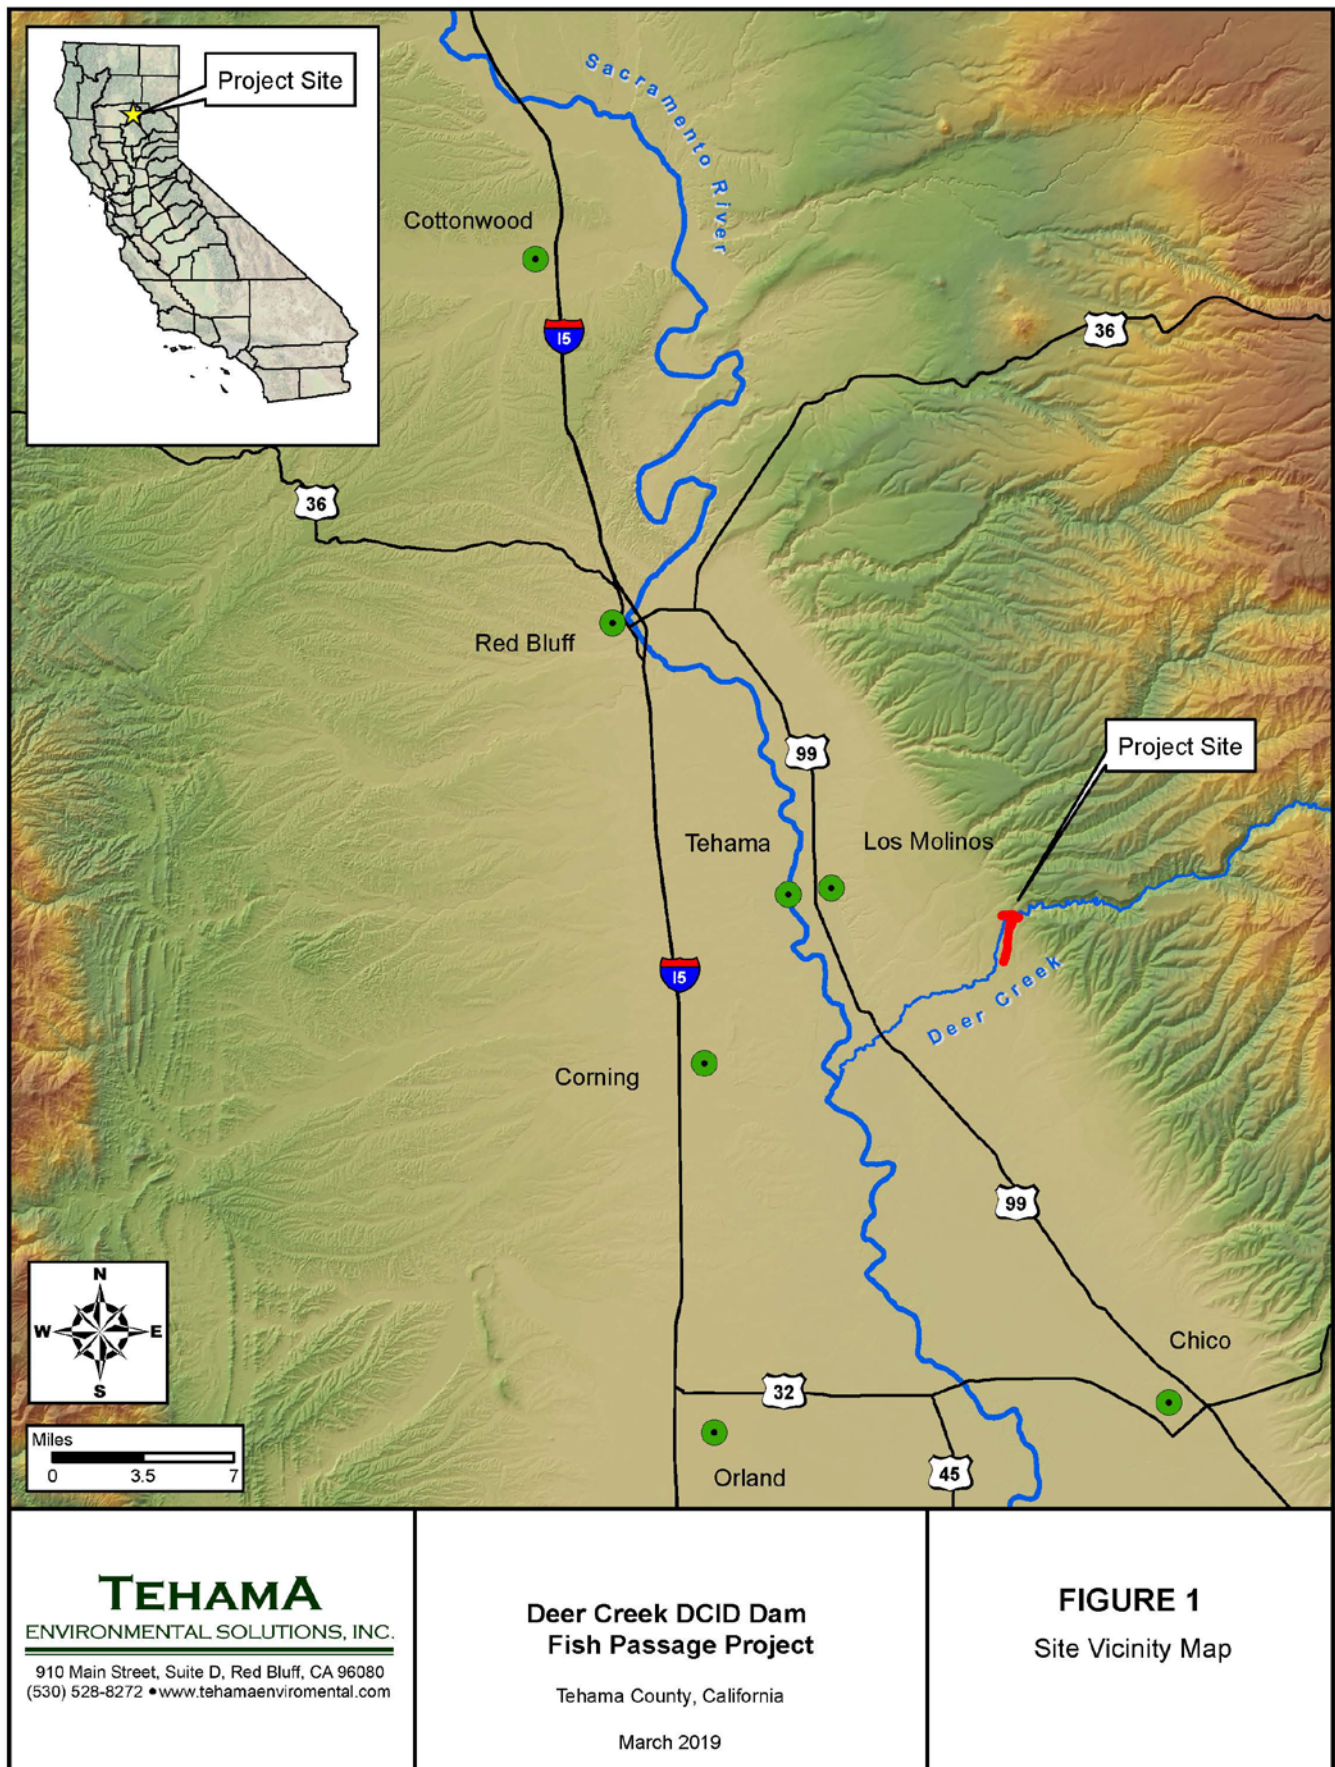 Project Site
Sacramento River
Cottonwood
15
36
36
Red Bluff
99
Project Site
Tehama
Los Molinos
15
Deer Creek
Corning
99
N
W E
S
Chico
32
Miles
0 3.5 7
Orland
45
TEHAMA
ENVIRONMENTAL SOLUTIONS, INC.
910 Main Street, Suite D, Red Bluff, CA 96080
(530) 528-8272 • www.tehamaenviromental.com
Deer Creek DCID Dam
Fish Passage Project
Tehama County, California
March 2019
FIGURE 1
Site Vicinity Map